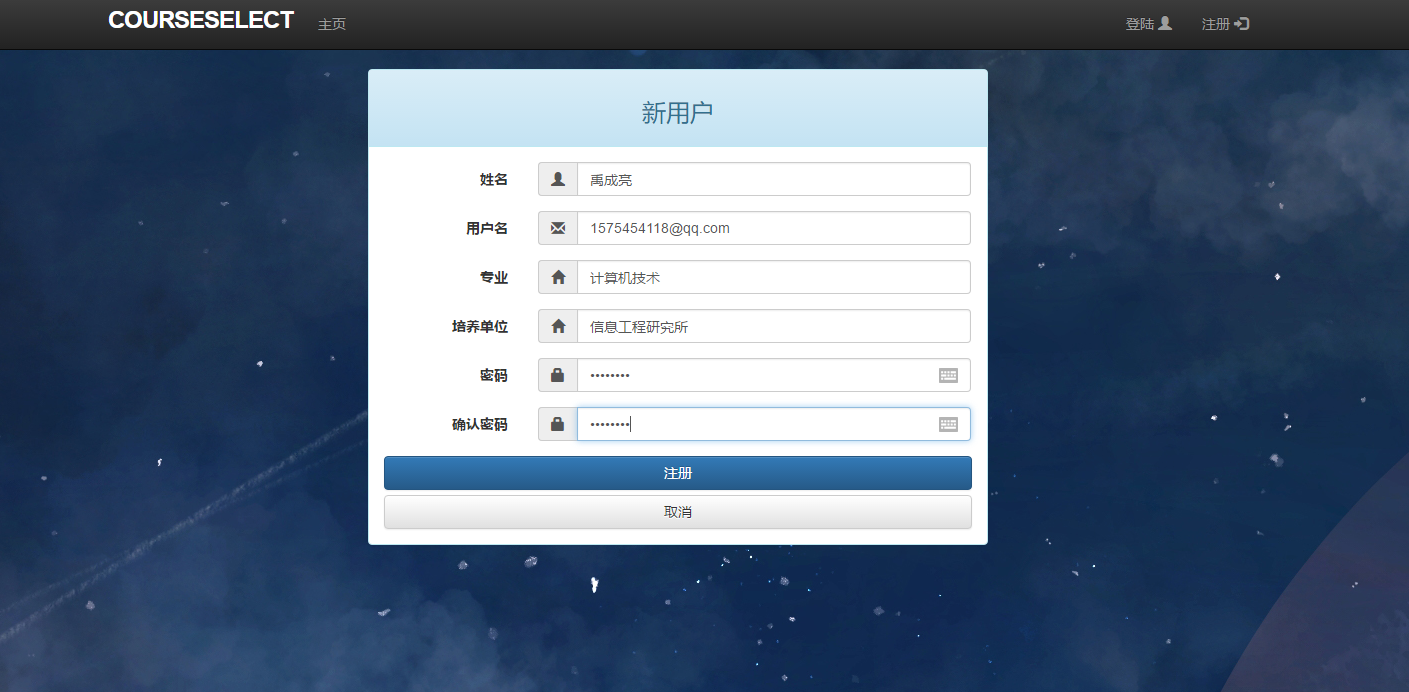 COURSESELECT 主页 登陆 注册
新用户
姓名 禹成亮
用户名 1575454118@qq.com
专业 计算机技术
培养单位 信息工程研究所
密码 ••••••••
确认密码 ••••••••
注册
取消